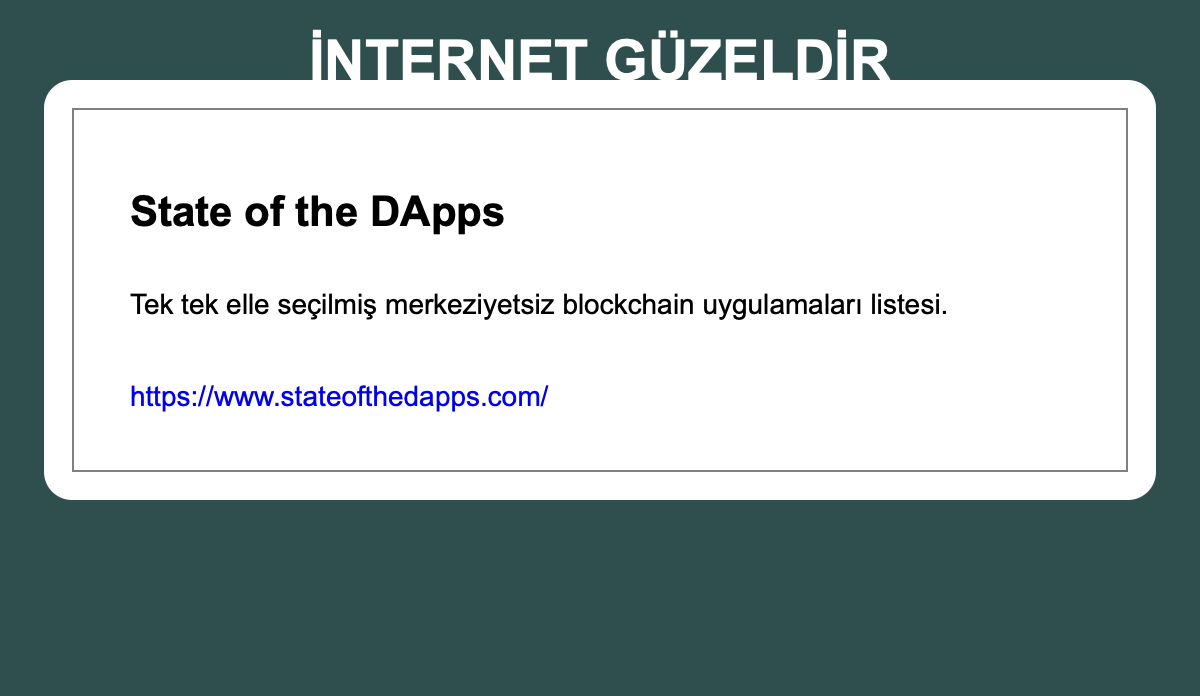 İNTERNET GÜZELDİR
State of the DApps
Tek tek elle seçilmiş merkeziyetsiz blockchain uygulamaları listesi.
https://www.stateofthedapps.com/